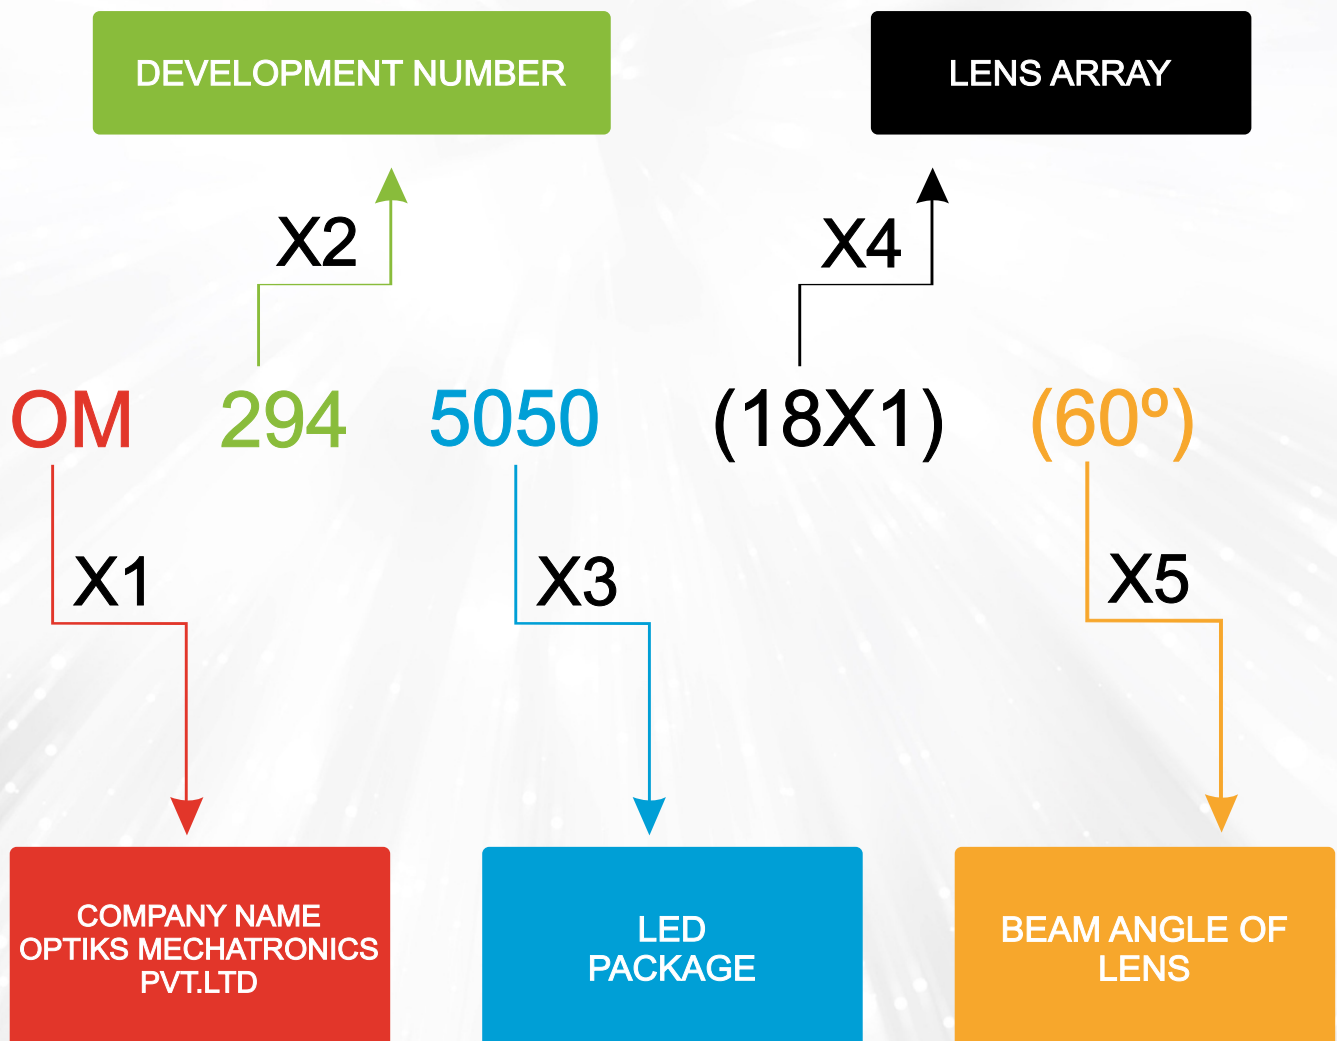 DEVELOPMENT NUMBER
LENS ARRAY
X2
X4
OM 294 5050 (18X1) (60º)
X1
X3
X5
COMPANY NAME
OPTIKS MECHATRONICS
PVT.LTD
LED
PACKAGE
BEAM ANGLE OF
LENS